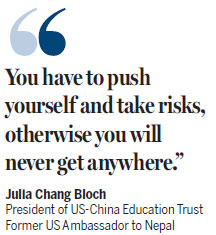 “
You have to push
yourself and take risks,
otherwise you will
never get anywhere.”
Julia Chang Bloch
President of US-China Education Trust
Former US Ambassador to Nepal